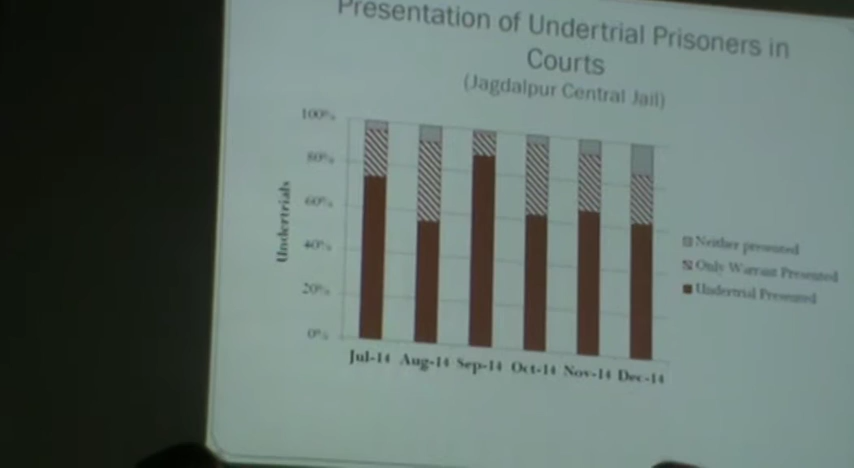 Presentation of Undertrial Prisoners in
Courts
(Jagdalpur Central Jail)
100%
80%
60%
40%
20%
0%
Undertrials
Jul-14 Aug-14 Sep-14 Oct-14 Nov-14 Dec-14
Neither presented
Only Warrant Presented
Undertrial Presented